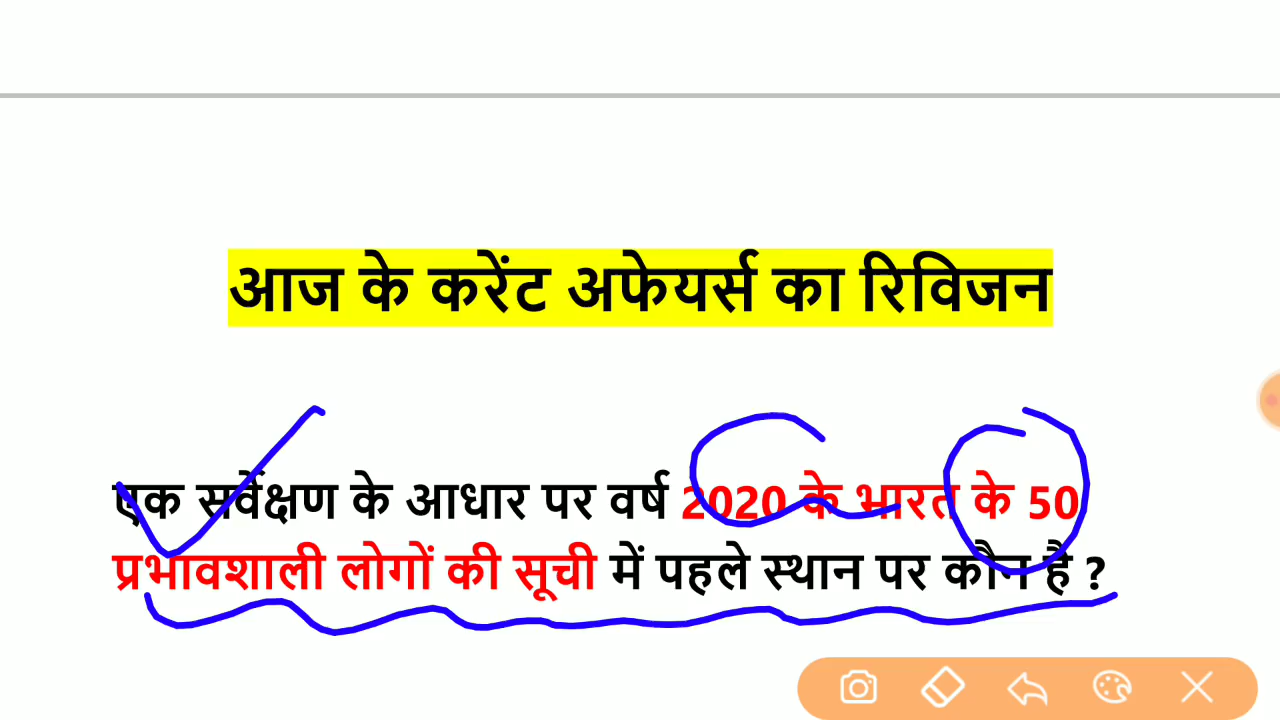 आज के करेंट अफेयर्स का रिविजन
एक सर्वेक्षण के आधार पर वर्ष 2020 के भारत के 50
प्रभावशाली लोगों की सूची में पहले स्थान पर कौन है ?